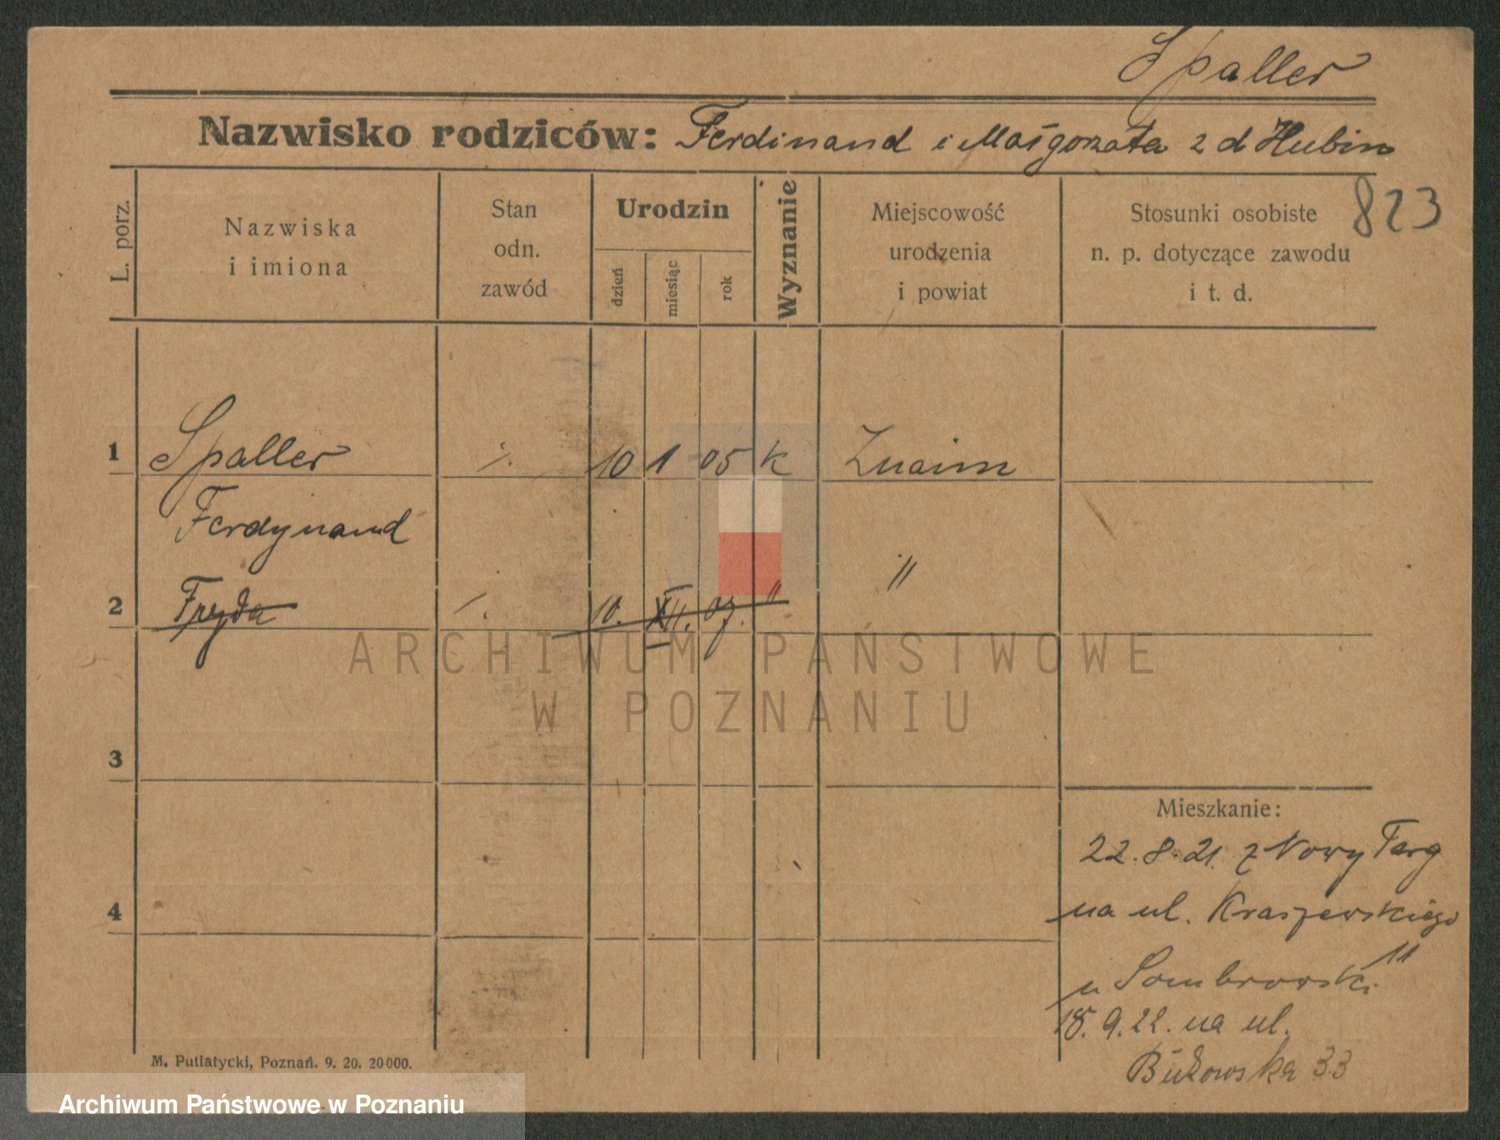 Spaller
Nazwisko rodziców: Ferdinand i Małgorzata z d Hubin
823
L. porz.
Nazwiska
i imiona
Stan
odn.
zawód
Urodzin
dzień
miesiąc
rok
Wyznanie
Miejscowość
urodzenia
i powiat
Stosunki osobiste
n. p. dotyczące zawodu
i t. d.
1 Spaller ·/. 10 1 05 k Znaim
Ferdynand
2 Fryda ·/. 10. XII. 07. " "
ARCHIWUM PAŃSTWOWE
W POZNANIU
3
4
Mieszkanie:
22. 8. 21. z Nowy Targ
na ul. Kraszewskiego
11
u Sombrowski
18. 9. 22. na ul.
Bukowska 33
M. Putiatycki, Poznań. 9. 20. 20000.
Archiwum Państwowe w Poznaniu